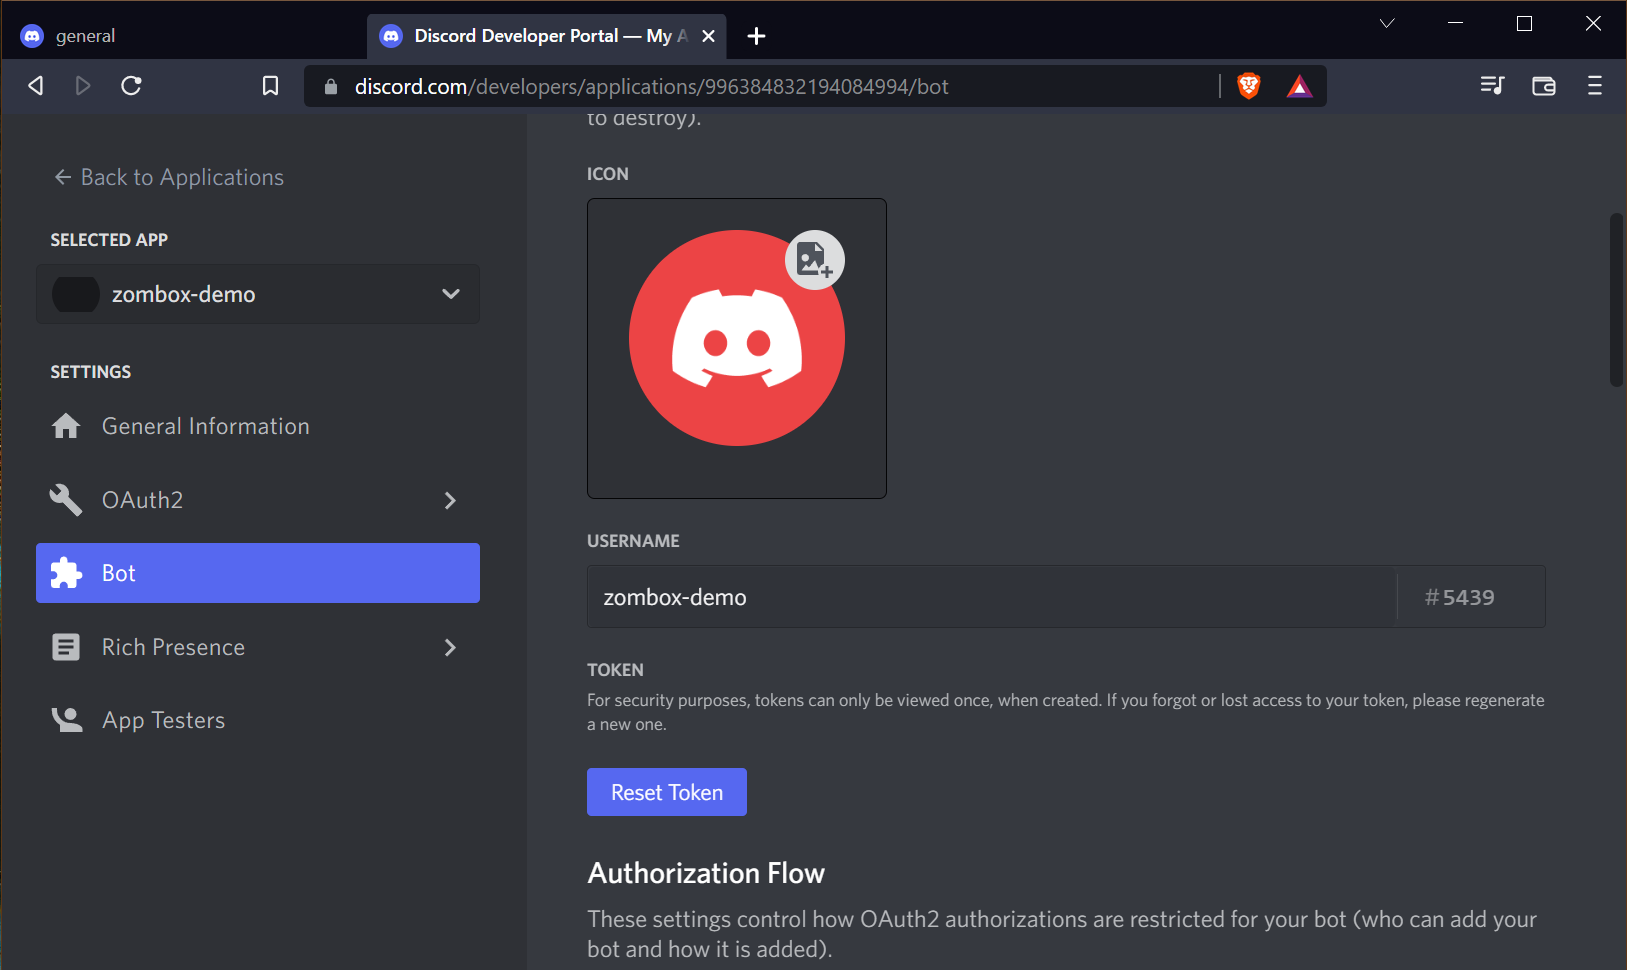 general
Discord Developer Portal — My A
discord.com/developers/applications/996384832194084994/bot
← Back to Applications
SELECTED APP
zombox-demo
SETTINGS
General Information
OAuth2
Bot
Rich Presence
App Testers
to destroy).
ICON
USERNAME
zombox-demo
#5439
TOKEN
For security purposes, tokens can only be viewed once, when created. If you forgot or lost access to your token, please regenerate
a new one.
Reset Token
Authorization Flow
These settings control how OAuth2 authorizations are restricted for your bot (who can add your
bot and how it is added).